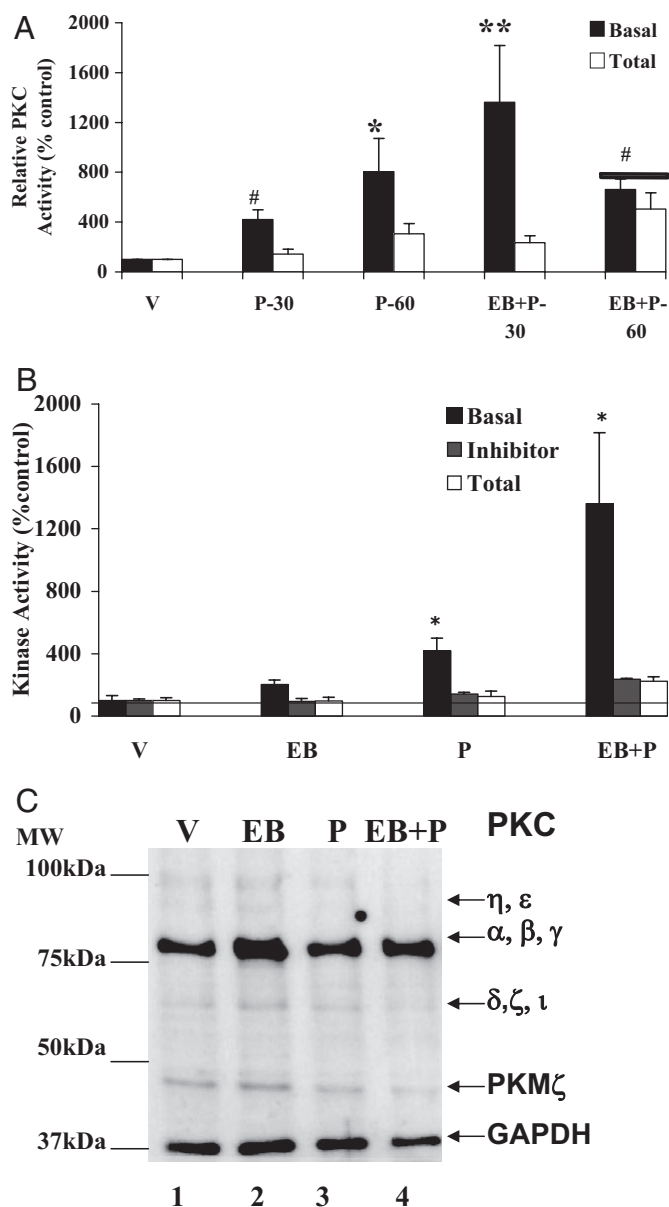 A
Relative PKC
Activity (% control)
2000
1600
1200
800
400
0
**
*
#
#
Basal
Total
V
P-30
P-60
EB+P-
30
EB+P-
60
B
Kinase Activity (%control)
2000
1600
1200
800
400
0
*
*
Basal
Inhibitor
Total
V
EB
P
EB+P
C
MW
V EB P EB+P PKC
100kDa
75kDa
50kDa
37kDa
η, ε
α, β, γ
δ,ζ, ι
PKMζ
GAPDH
1 2 3 4